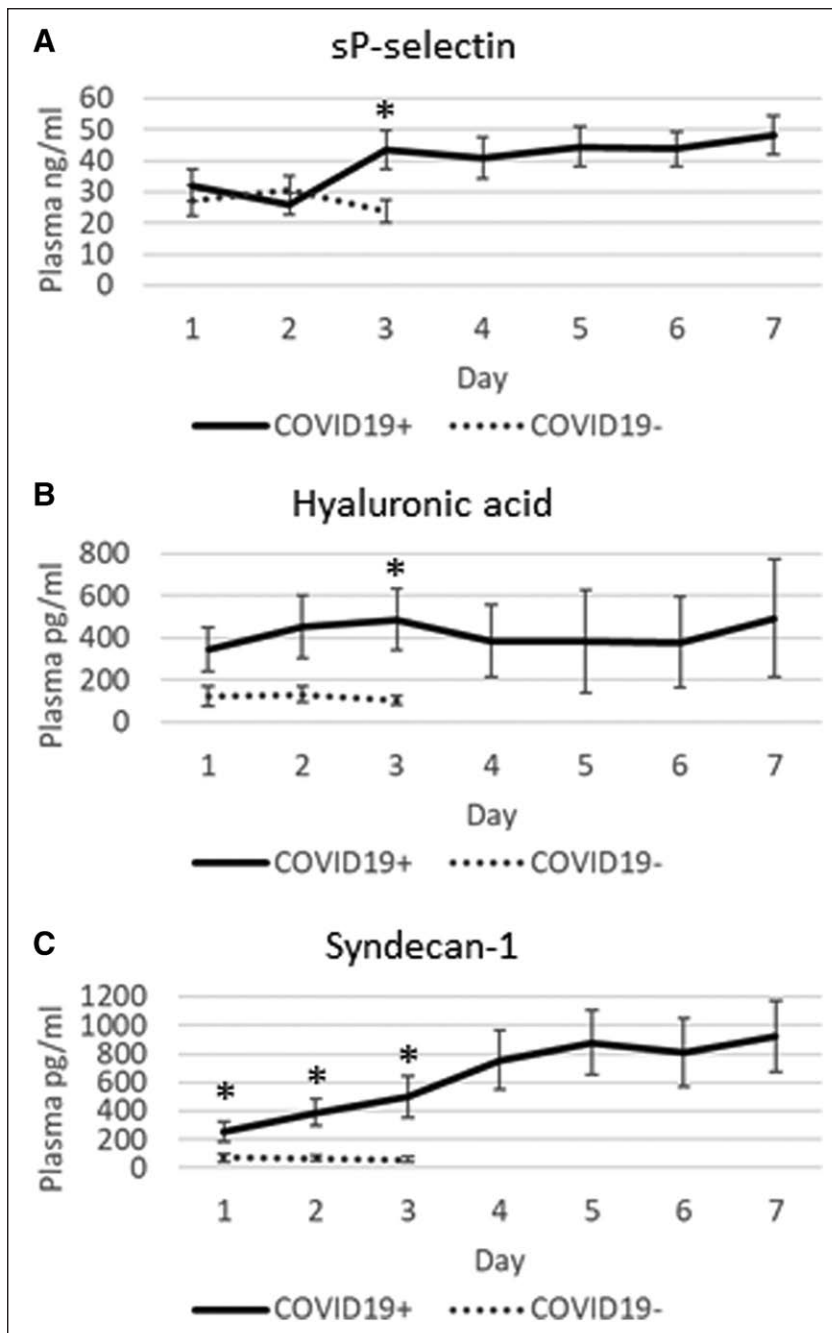 A
sP-selectin
*
60
50
40
30
20
10
0
Plasma ng/ml
1 2 3 4 5 6 7
Day
COVID19+ COVID19-
B
Hyaluronic acid
*
800
600
400
200
0
Plasma pg/ml
1 2 3 4 5 6 7
Day
COVID19+ COVID19-
C
Syndecan-1
* * *
1200
1000
800
600
400
200
0
Plasma pg/ml
1 2 3 4 5 6 7
Day
COVID19+ COVID19-